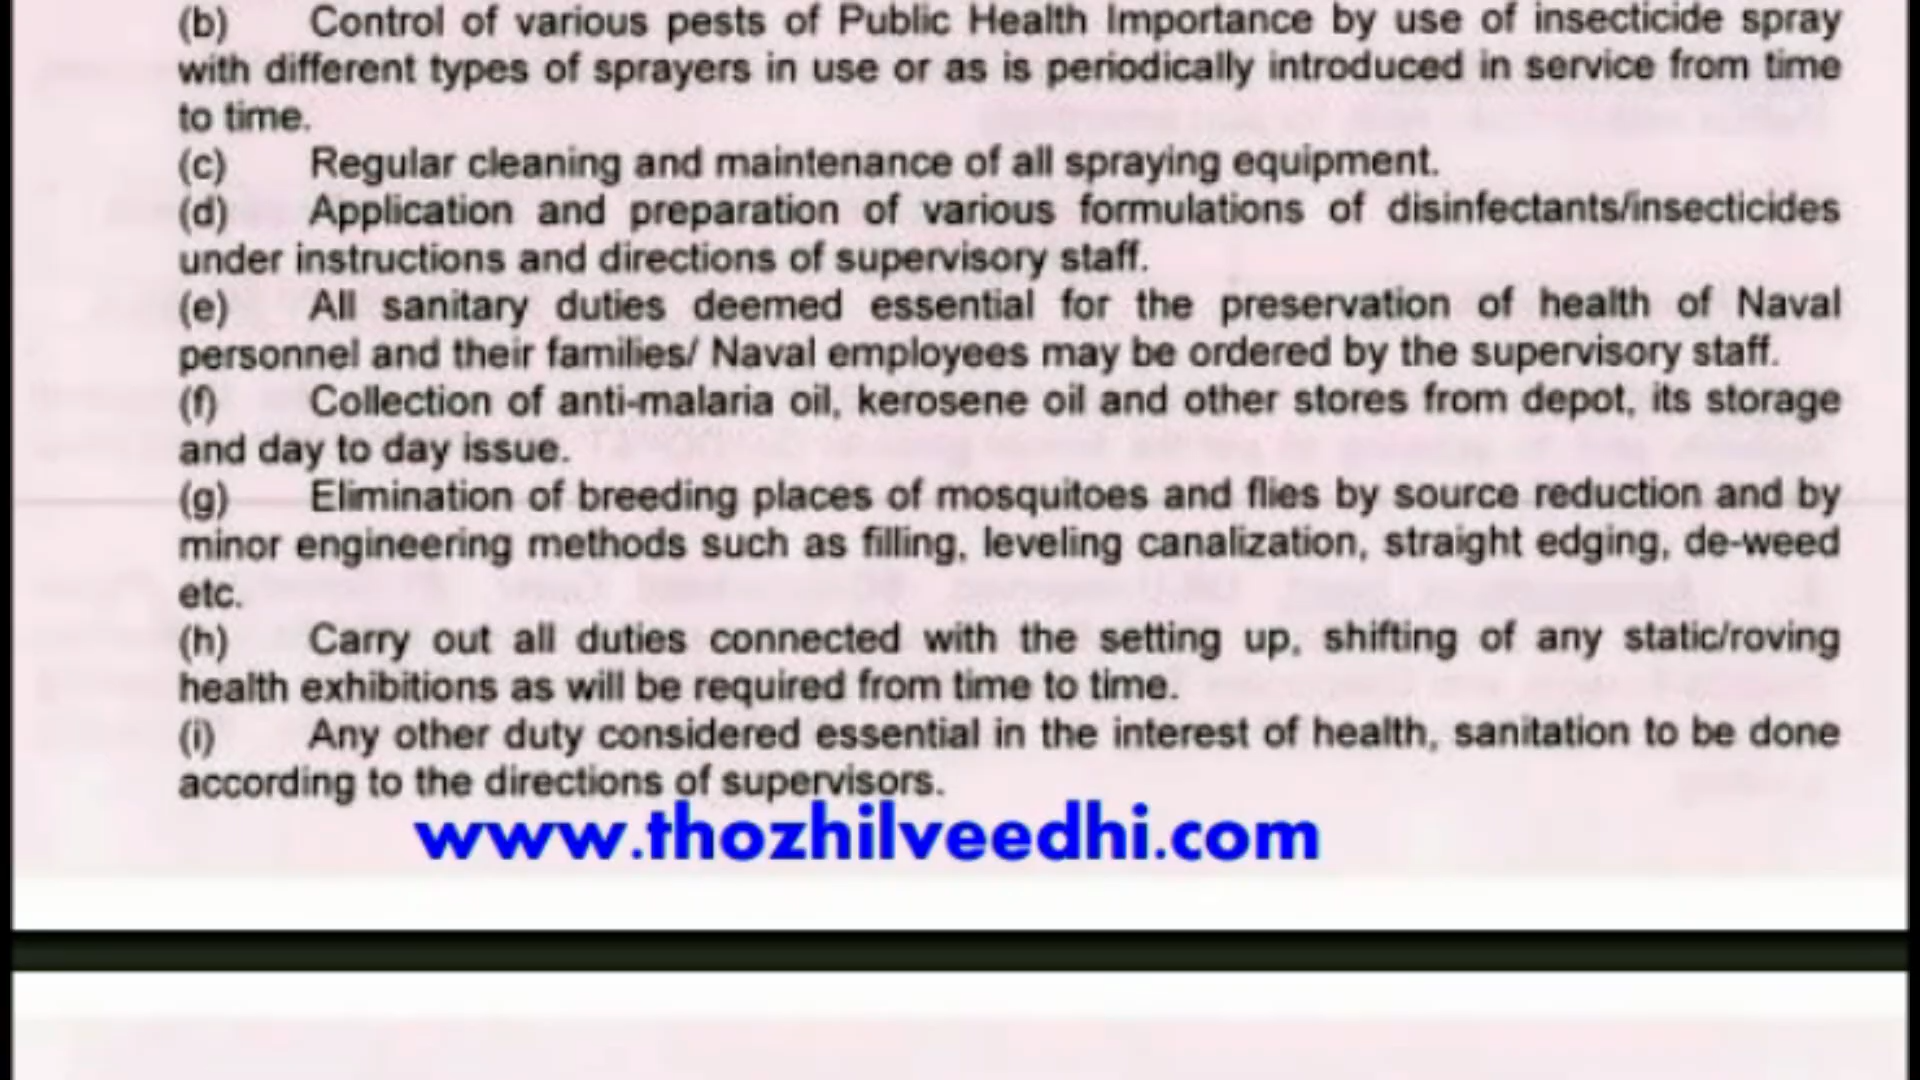 (b) Control of various pests of Public Health Importance by use of insecticide spray
with different types of sprayers in use or as is periodically introduced in service from time
to time.
(c) Regular cleaning and maintenance of all spraying equipment.
(d) Application and preparation of various formulations of disinfectants/insecticides
under instructions and directions of supervisory staff.
(e) All sanitary duties deemed essential for the preservation of health of Naval
personnel and their families/ Naval employees may be ordered by the supervisory staff.
(f) Collection of anti-malaria oil, kerosene oil and other stores from depot, its storage
and day to day issue.
(g) Elimination of breeding places of mosquitoes and flies by source reduction and by
minor engineering methods such as filling, leveling canalization, straight edging, de-weed
etc.
(h) Carry out all duties connected with the setting up, shifting of any static/roving
health exhibitions as will be required from time to time.
(i) Any other duty considered essential in the interest of health, sanitation to be done
according to the directions of supervisors.
www.thozhilveedhi.com